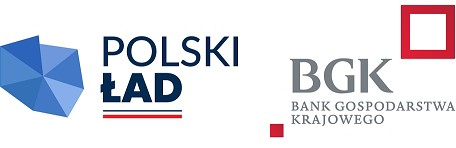 POLSKI
ŁAD
BGK
BANK GOSPODARSTWA
KRAJOWEGO